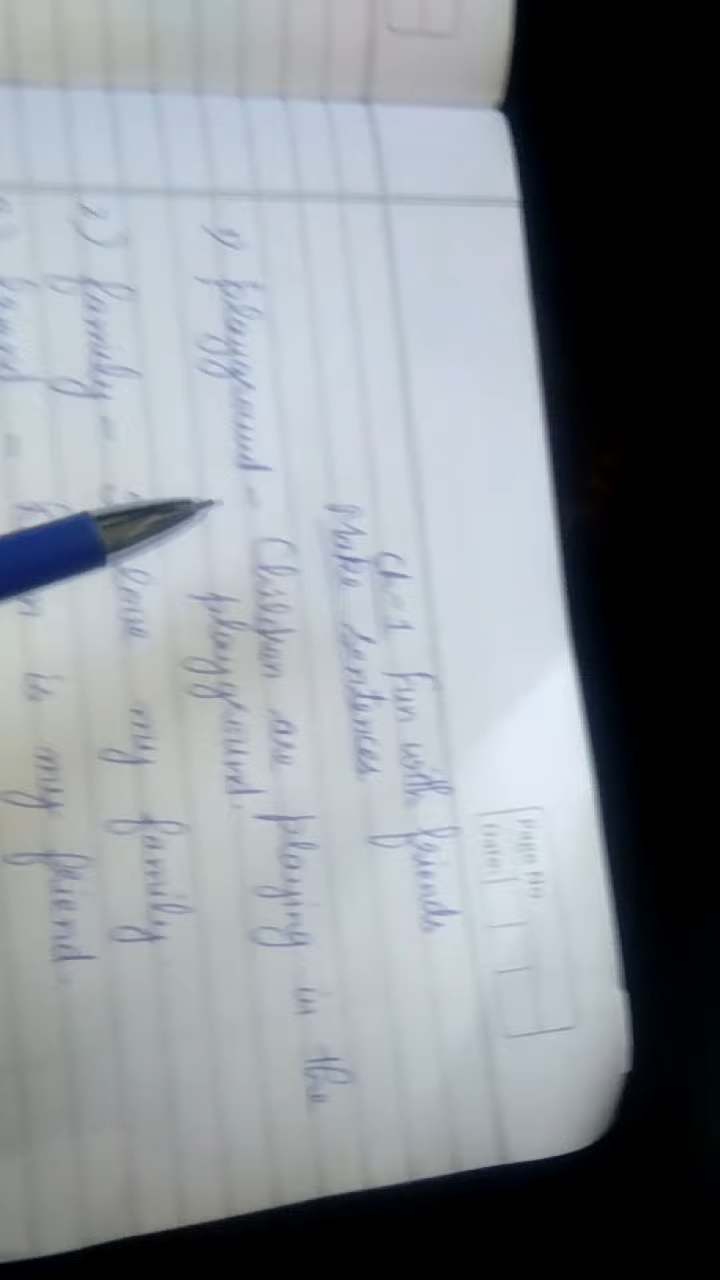 Page No.
Date:
Ch-1 Fun with friends
Make Sentences
1) playground - Children are playing in the
playground.
2) family - I love my family
friend - is my friend.